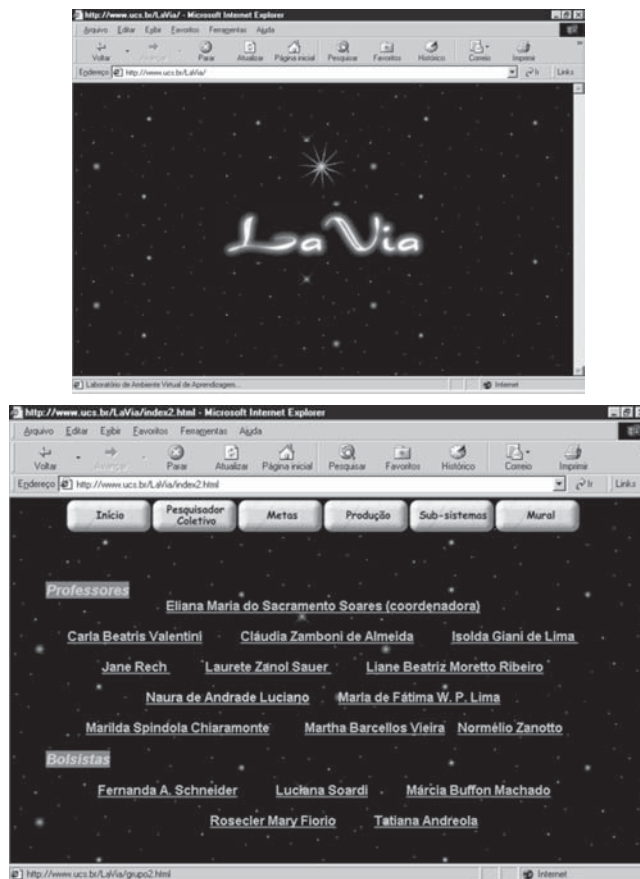 http://www.ucs.br/LaVia/ - Microsoft Internet Explorer
Arquivo Editar Exibir Favoritos Ferramentas Ajuda
Voltar Avançar Parar Atualizar Página inicial Pesquisar Favoritos Histórico Correio Imprimir
Endereço http://www.ucs.br/LaVia/ Ir Links
LaVia
Laboratório de Ambiente Virtual de Aprendizagem... Internet
http://www.ucs.br/LaVia/index2.html - Microsoft Internet Explorer
Arquivo Editar Exibir Favoritos Ferramentas Ajuda
Voltar Avançar Parar Atualizar Página inicial Pesquisar Favoritos Histórico Correio Imprimir
Endereço http://www.ucs.br/LaVia/index2.html Ir Links
Início Pesquisador Coletivo Metas Produção Sub-sistemas Mural
Professores
Eliana Maria do Sacramento Soares (coordenadora)
Carla Beatris Valentini Cláudia Zamboni de Almeida Isolda Giani de Lima
Jane Rech Laurete Zanol Sauer Liane Beatriz Moretto Ribeiro
Naura de Andrade Luciano Maria de Fátima W. P. Lima
Marilda Spindola Chiaramonte Martha Barcellos Vieira Normélio Zanotto
Bolsistas
Fernanda A. Schneider Luciana Soardi Márcia Buffon Machado
Rosecler Mary Fiorio Tatiana Andreola
http://www.ucs.br/LaVia/grupo2.html Internet